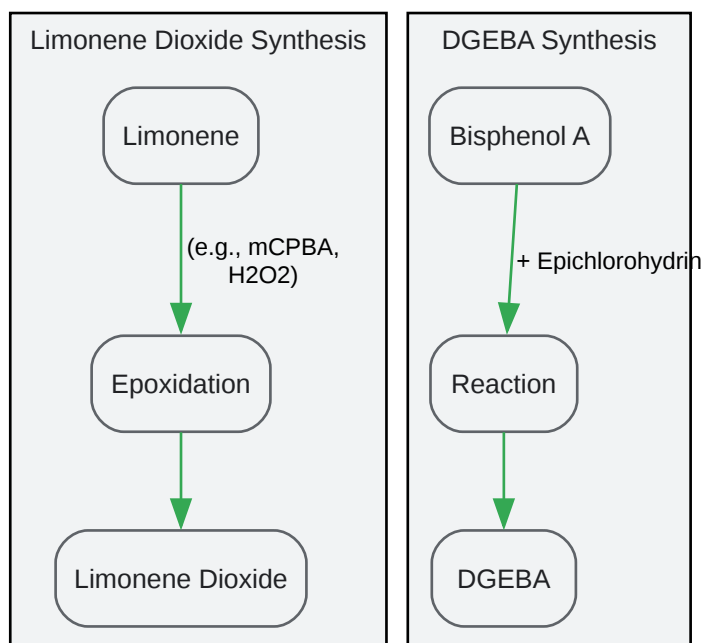 Limonene Dioxide Synthesis
Limonene
(e.g., mCPBA,
H2O2)
Epoxidation
Limonene Dioxide
DGEBA Synthesis
Bisphenol A
+ Epichlorohydrin
Reaction
DGEBA